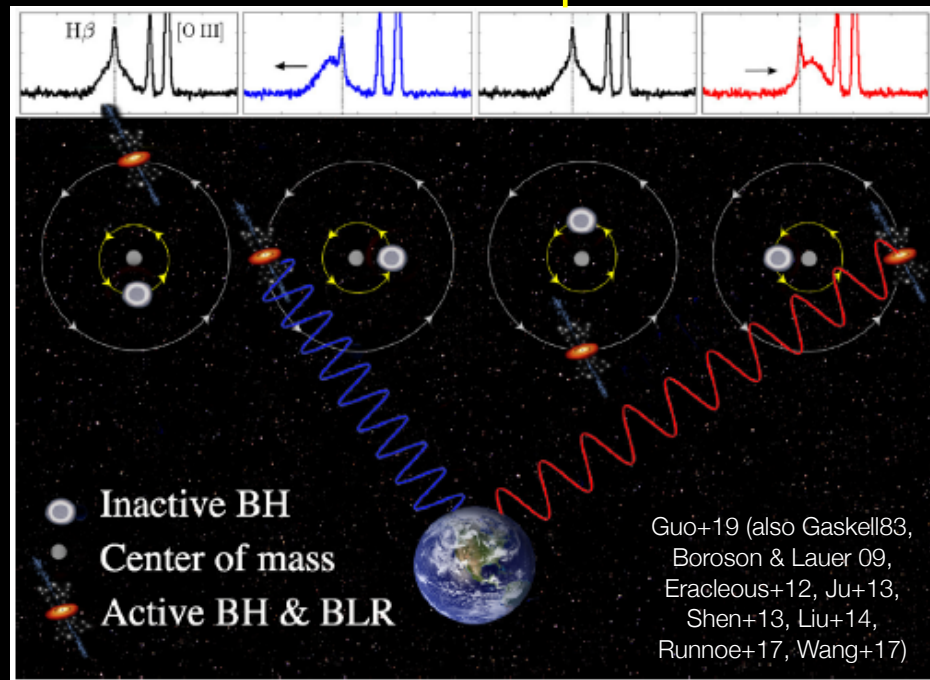 Hβ [O III]
Inactive BH
Center of mass
Active BH & BLR
Guo+19 (also Gaskell83,
Boroson & Lauer 09,
Eracleous+12, Ju+13,
Shen+13, Liu+14,
Runnoe+17, Wang+17)